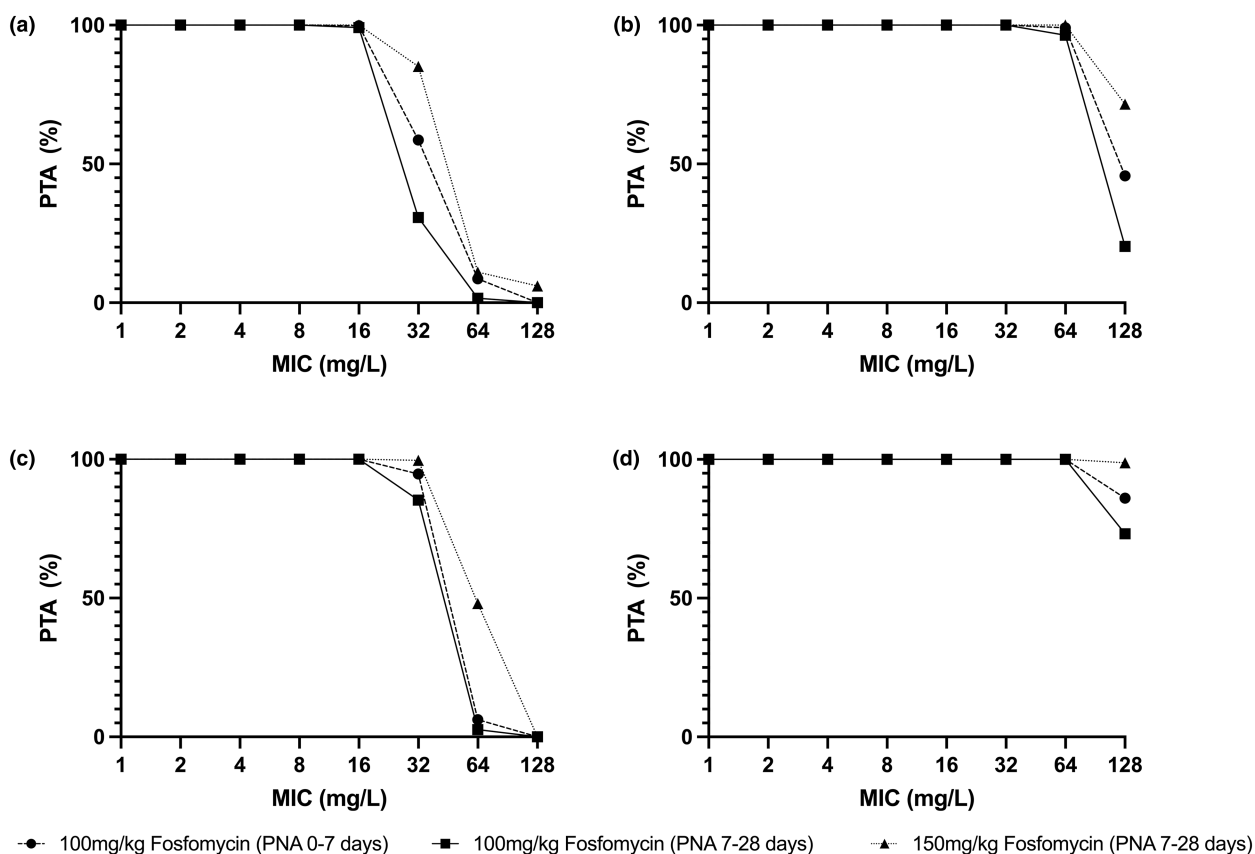 (a)
100
50
0
PTA (%)
1 2 4 8 16 32 64 128
MIC (mg/L)
(b)
100
50
0
PTA (%)
1 2 4 8 16 32 64 128
MIC (mg/L)
(c)
100
50
0
PTA (%)
1 2 4 8 16 32 64 128
MIC (mg/L)
(d)
100
50
0
PTA (%)
1 2 4 8 16 32 64 128
MIC (mg/L)
100mg/kg Fosfomycin (PNA 0-7 days) 100mg/kg Fosfomycin (PNA 7-28 days) 150mg/kg Fosfomycin (PNA 7-28 days)